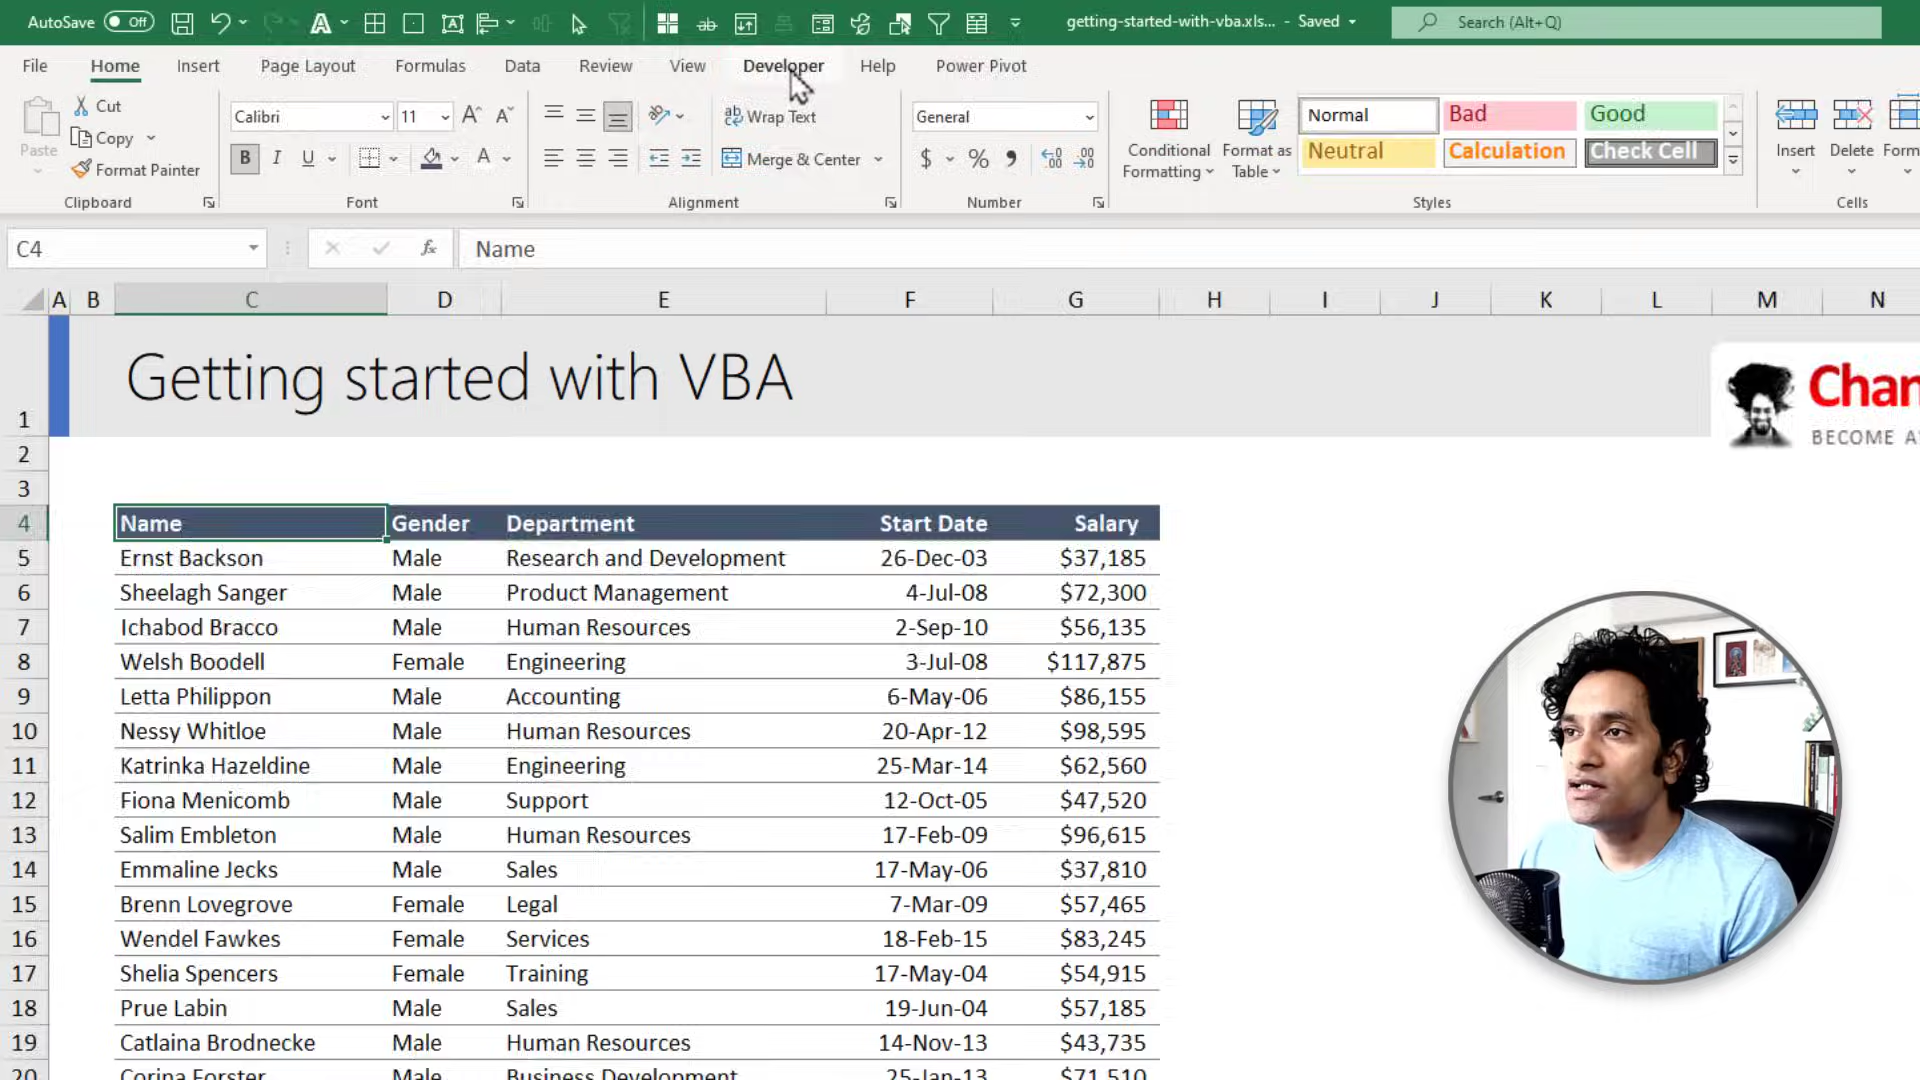 AutoSave Off getting-started-with-vba.xls... - Saved Search (Alt+Q)
File Home Insert Page Layout Formulas Data Review View Developer Help Power Pivot
Paste
Cut
Copy
Format Painter
Clipboard
Calibri 11
B I U
Font
Wrap Text
Merge & Center
Alignment
General
$ %
Number
Conditional Formatting
Format as Table
Normal Bad Good
Neutral Calculation Check Cell
Styles
Insert Delete Form
Cells
C4 fx Name
A B C D E F G H I J K L M N
1 Getting started with VBA
Chan
BECOME A
2
3
4 Name Gender Department Start Date Salary
5 Ernst Backson Male Research and Development 26-Dec-03 $37,185
6 Sheelagh Sanger Male Product Management 4-Jul-08 $72,300
7 Ichabod Bracco Male Human Resources 2-Sep-10 $56,135
8 Welsh Boodell Female Engineering 3-Jul-08 $117,875
9 Letta Philippon Male Accounting 6-May-06 $86,155
10 Nessy Whitloe Male Human Resources 20-Apr-12 $98,595
11 Katrinka Hazeldine Male Engineering 25-Mar-14 $62,560
12 Fiona Menicomb Male Support 12-Oct-05 $47,520
13 Salim Embleton Male Human Resources 17-Feb-09 $96,615
14 Emmaline Jecks Male Sales 17-May-06 $37,810
15 Brenn Lovegrove Female Legal 7-Mar-09 $57,465
16 Wendel Fawkes Female Services 18-Feb-15 $83,245
17 Shelia Spencers Female Training 17-May-04 $54,915
18 Prue Labin Male Sales 19-Jun-04 $57,185
19 Catlaina Brodnecke Male Human Resources 14-Nov-13 $43,735
20 Corina Forster Male Business Development 25-Jan-13 $71,510